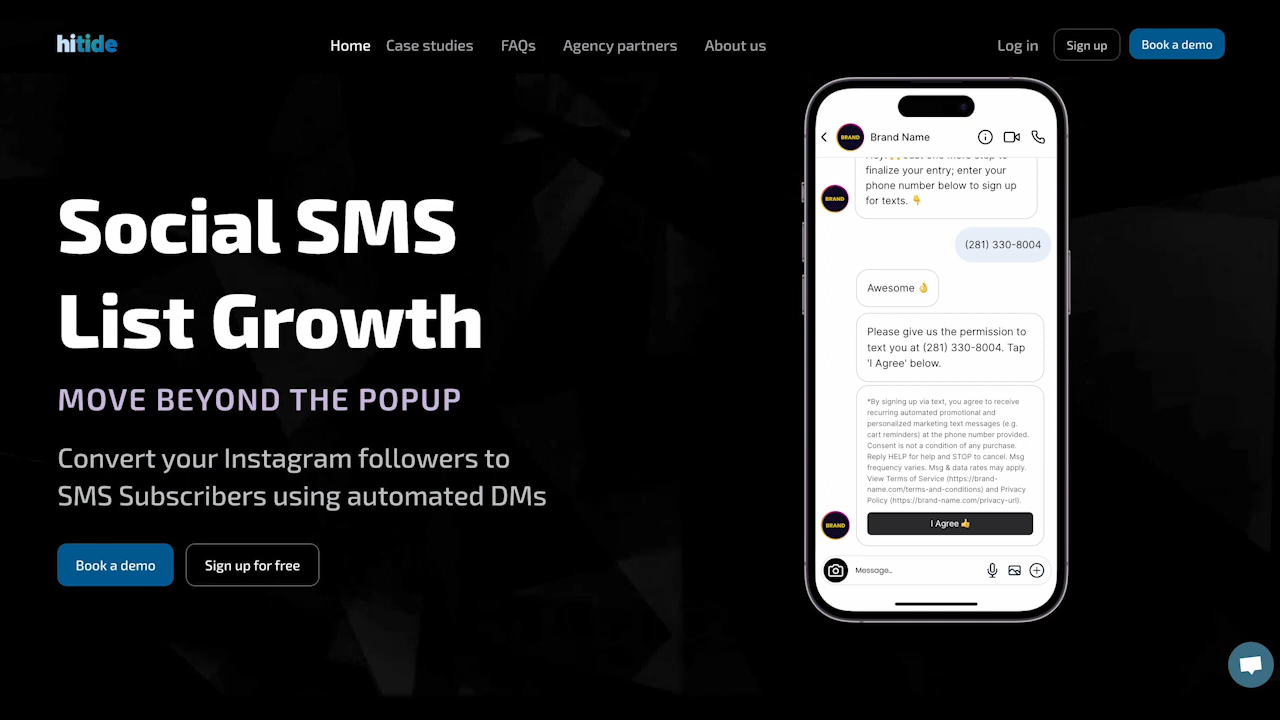 hitide
Home Case studies FAQs Agency partners About us
Log in Sign up Book a demo
Social SMS
List Growth
MOVE BEYOND THE POPUP
Convert your Instagram followers to
SMS Subscribers using automated DMs
Book a demo Sign up for free
BRAND Brand Name
finalize your entry; enter your
phone number below to sign up
for texts. 👇
BRAND
(281) 330-8004
Awesome 👌
Please give us the permission to
text you at (281) 330-8004. Tap
'I Agree' below.
*By signing up via text, you agree to receive
recurring automated promotional and
personalized marketing text messages (e.g.
cart reminders) at the phone number provided.
Consent is not a condition of any purchase.
Reply HELP for help and STOP to cancel. Msg
frequency varies. Msg & data rates may apply.
View Terms of Service (https://brand-
name.com/terms-and-conditions) and Privacy
Policy (https://brand-name.com/privacy-url).
BRAND
I Agree 👍
Message...